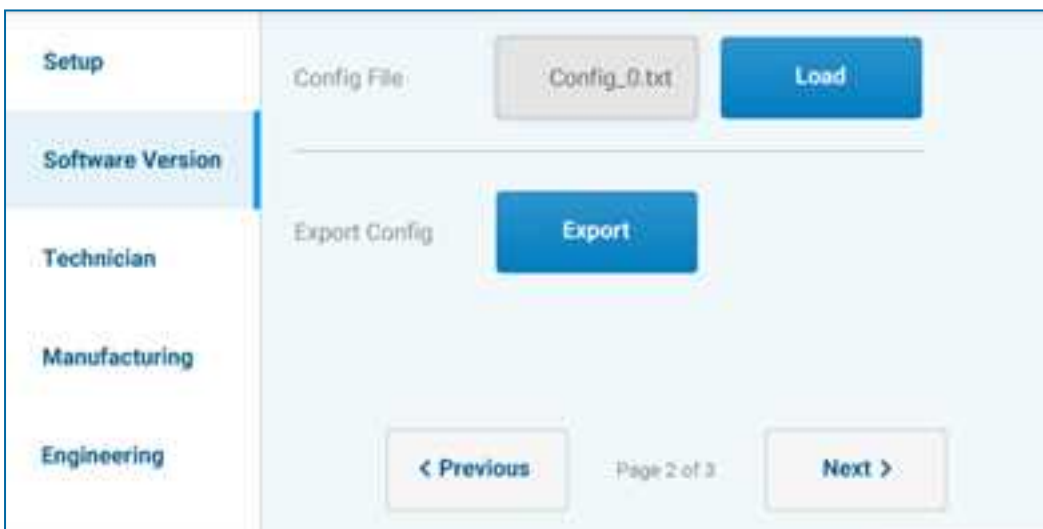 Setup
Software Version
Technician
Manufacturing
Engineering
Config File
Config_0.txt
Load
Export Config
Export
< Previous
Page 2 of 3
Next >